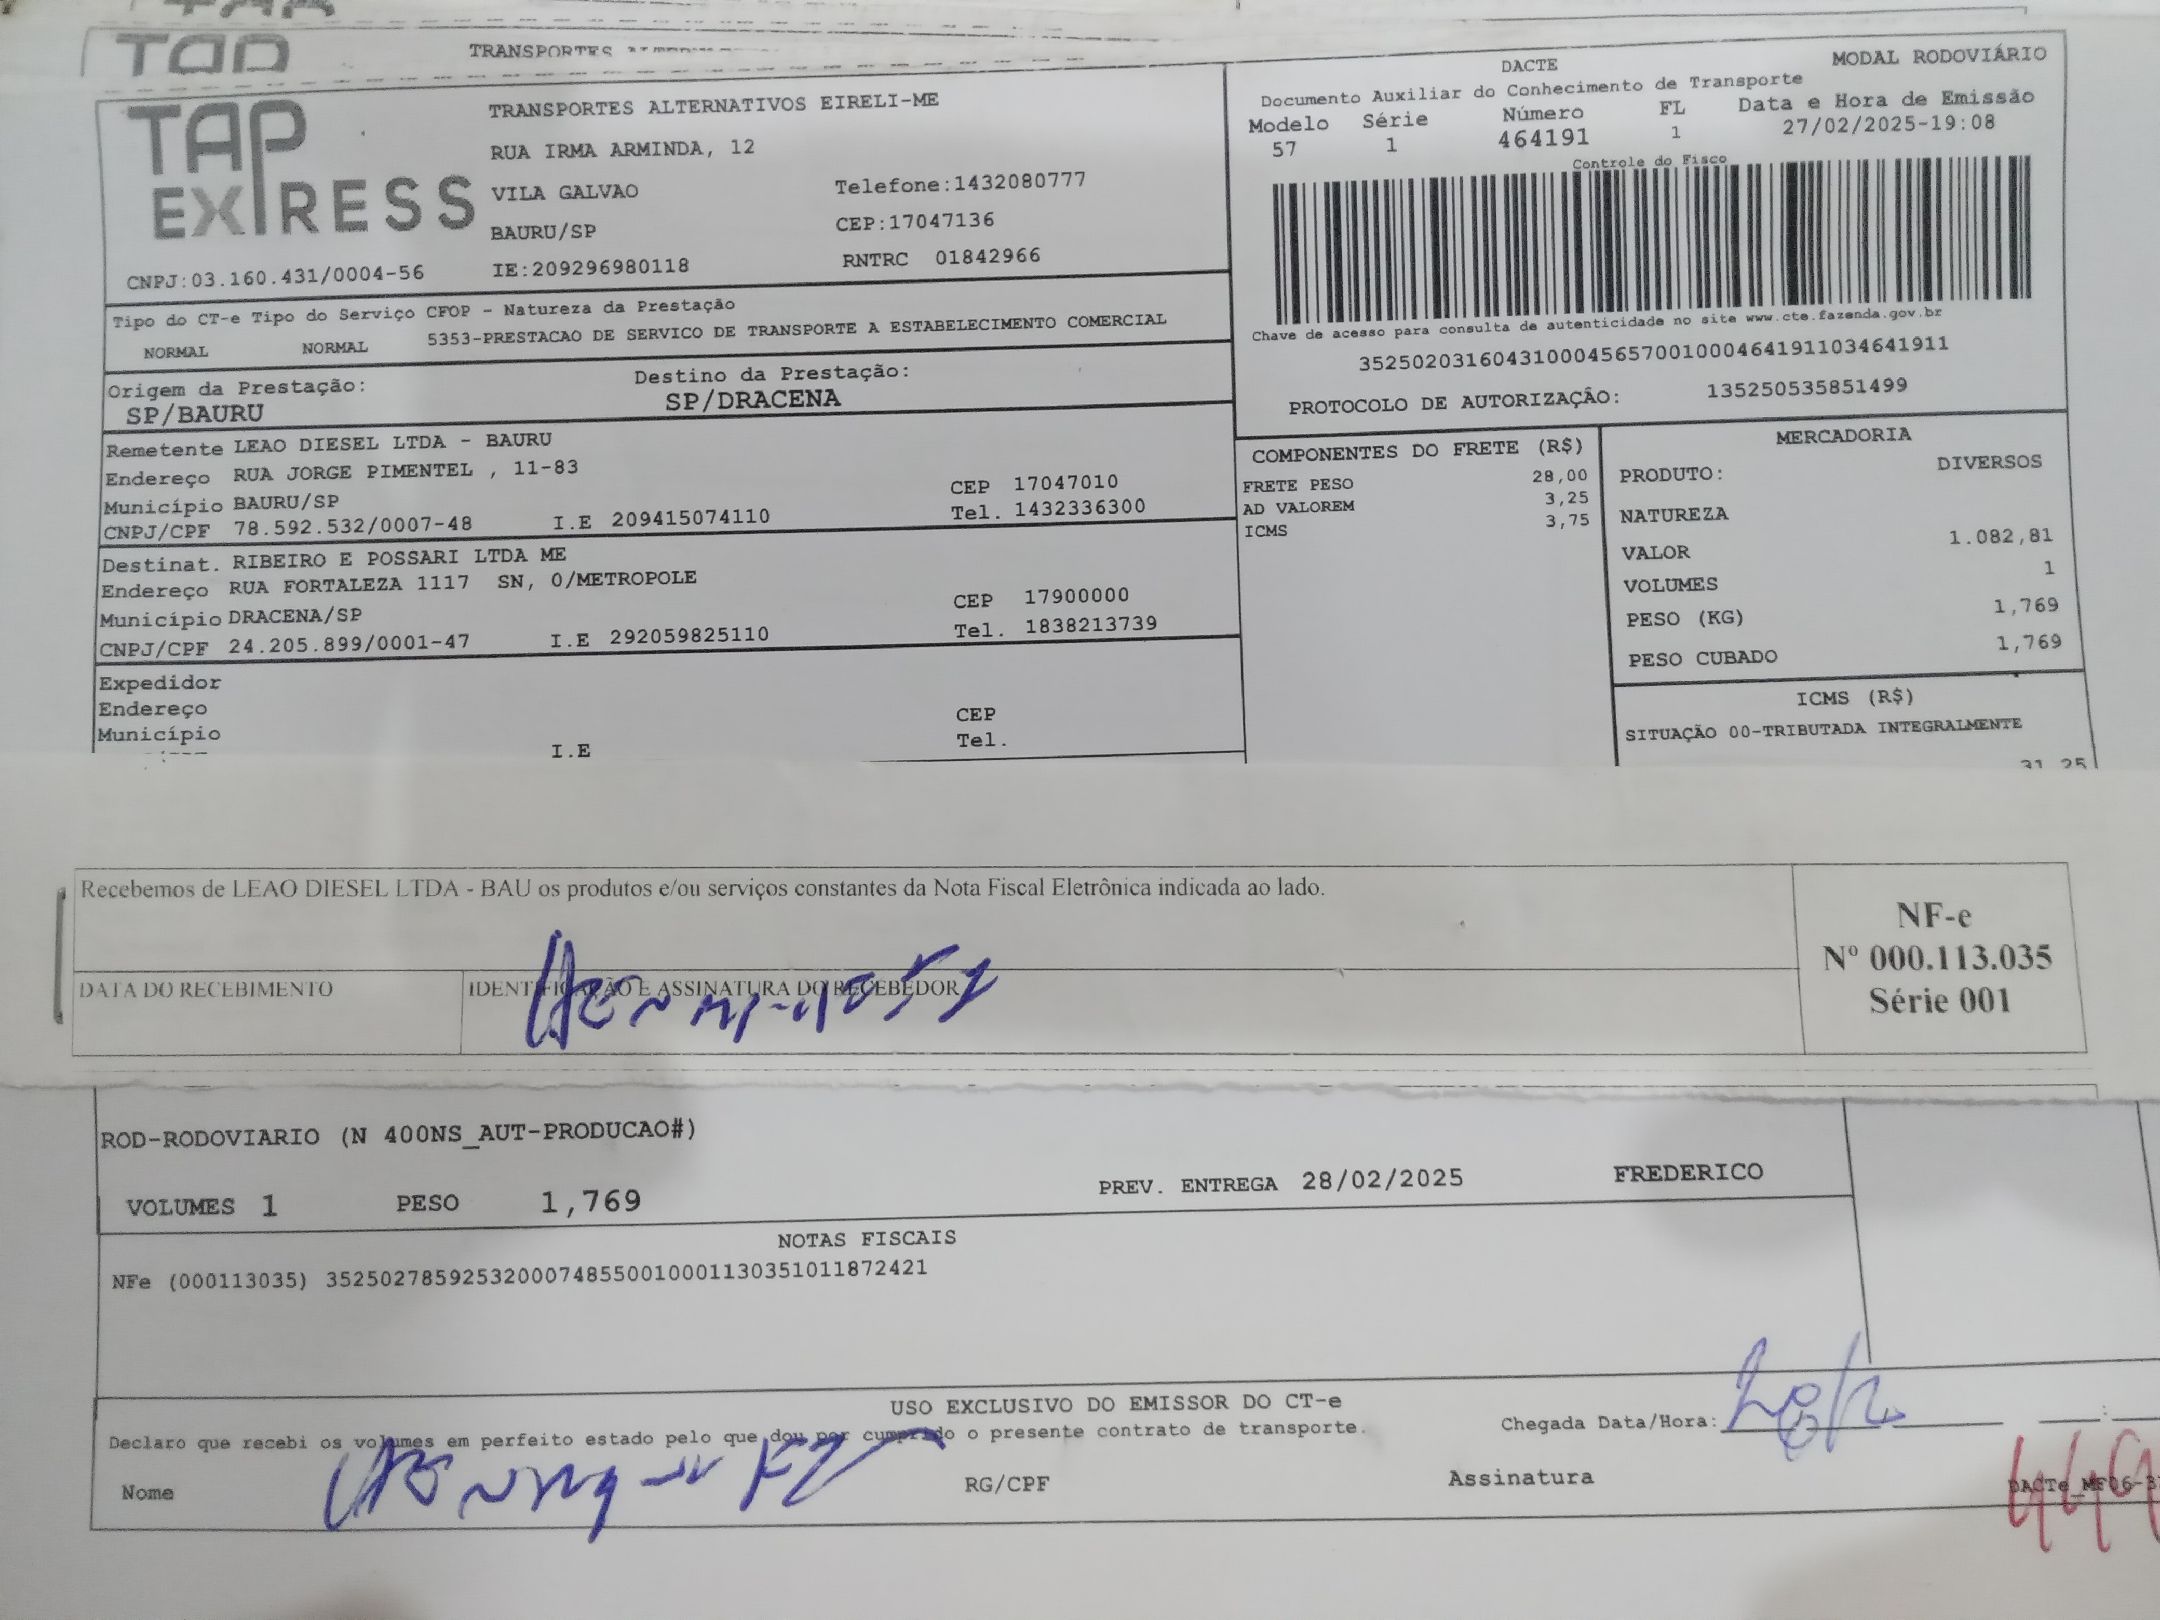 TRANSPORTES
TAP EXPRESS
TRANSPORTES ALTERNATIVOS EIRELI-ME
RUA IRMA ARMINDA, 12
VILA GALVAO Telefone:1432080777
BAURU/SP CEP:17047136
CNPJ:03.160.431/0004-56 IE:209296980118 RNTRC 01842966
DACTE MODAL RODOVIÁRIO
Documento Auxiliar do Conhecimento de Transporte
Modelo Série Número FL Data e Hora de Emissão
57 1 464191 1 27/02/2025-19:08
Controle do Fisco
Chave de acesso para consulta de autenticidade no site www.cte.fazenda.gov.br
35250203160431000456570010004641911034641911
PROTOCOLO DE AUTORIZAÇÂO: 135250535851499
Tipo do CT-e Tipo do Serviço CFOP - Natureza da Prestação
NORMAL NORMAL 5353-PRESTACAO DE SERVICO DE TRANSPORTE A ESTABELECIMENTO COMERCIAL
Origem da Prestação: Destino da Prestação:
SP/BAURU SP/DRACENA
Remetente LEAO DIESEL LTDA - BAURU
Endereço RUA JORGE PIMENTEL , 11-83
Município BAURU/SP CEP 17047010
CNPJ/CPF 78.592.532/0007-48 I.E 209415074110 Tel. 1432336300
Destinat. RIBEIRO E POSSARI LTDA ME
Endereço RUA FORTALEZA 1117 SN, 0/METROPOLE
Município DRACENA/SP CEP 17900000
CNPJ/CPF 24.205.899/0001-47 I.E 292059825110 Tel. 1838213739
Expedidor
Endereço
Município CEP
I.E Tel.
COMPONENTES DO FRETE (R$)
FRETE PESO 28,00
AD VALOREM 3,25
ICMS 3,75
MERCADORIA
PRODUTO: DIVERSOS
NATUREZA
VALOR 1.082,81
VOLUMES 1
PESO (KG) 1,769
PESO CUBADO 1,769
ICMS (R$)
SITUAÇÃO 00-TRIBUTADA INTEGRALMENTE
31,25
Recebemos de LEAO DIESEL LTDA - BAU os produtos e/ou serviços constantes da Nota Fiscal Eletrônica indicada ao lado.
DATA DO RECEBIMENTO IDENTIFICAÇÃO E ASSINATURA DO RECEBEDOR
NF-e
Nº 000.113.035
Série 001
ROD-RODOVIARIO (N 400NS_AUT-PRODUCAO#)
VOLUMES 1 PESO 1,769 PREV. ENTREGA 28/02/2025 FREDERICO
NOTAS FISCAIS
NFe (000113035) 35250278592532000748550010001130351011872421
USO EXCLUSIVO DO EMISSOR DO CT-e
Declaro que recebi os volumes em perfeito estado pelo que dou por cumprido o presente contrato de transporte. Chegada Data/Hora:
Nome RG/CPF Assinatura